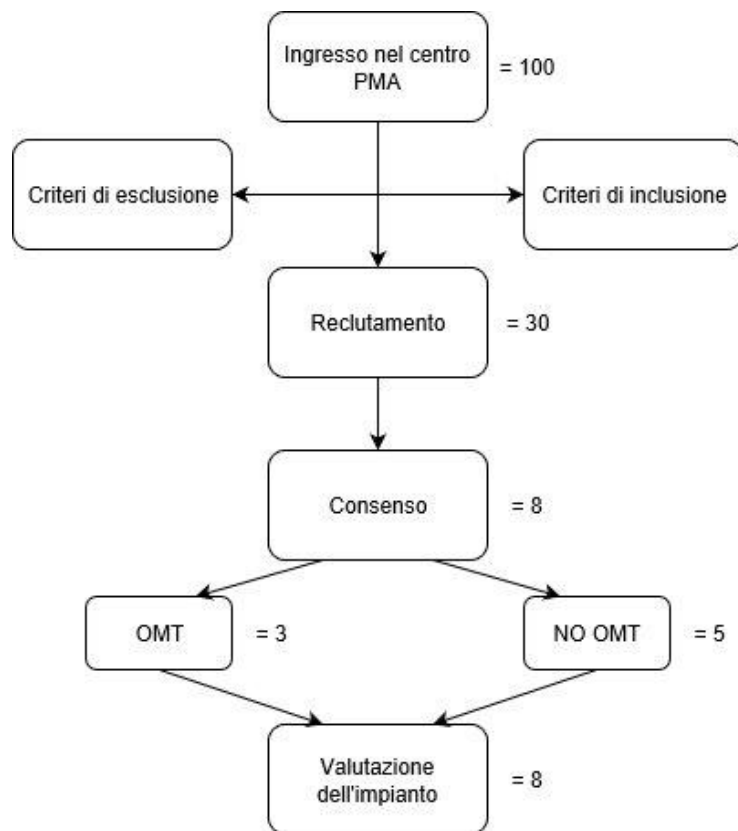 Ingresso nel centro
PMA
= 100
Criteri di esclusione
Criteri di inclusione
Reclutamento
= 30
Consenso
= 8
OMT
= 3
NO OMT
= 5
Valutazione
dell'impianto
= 8